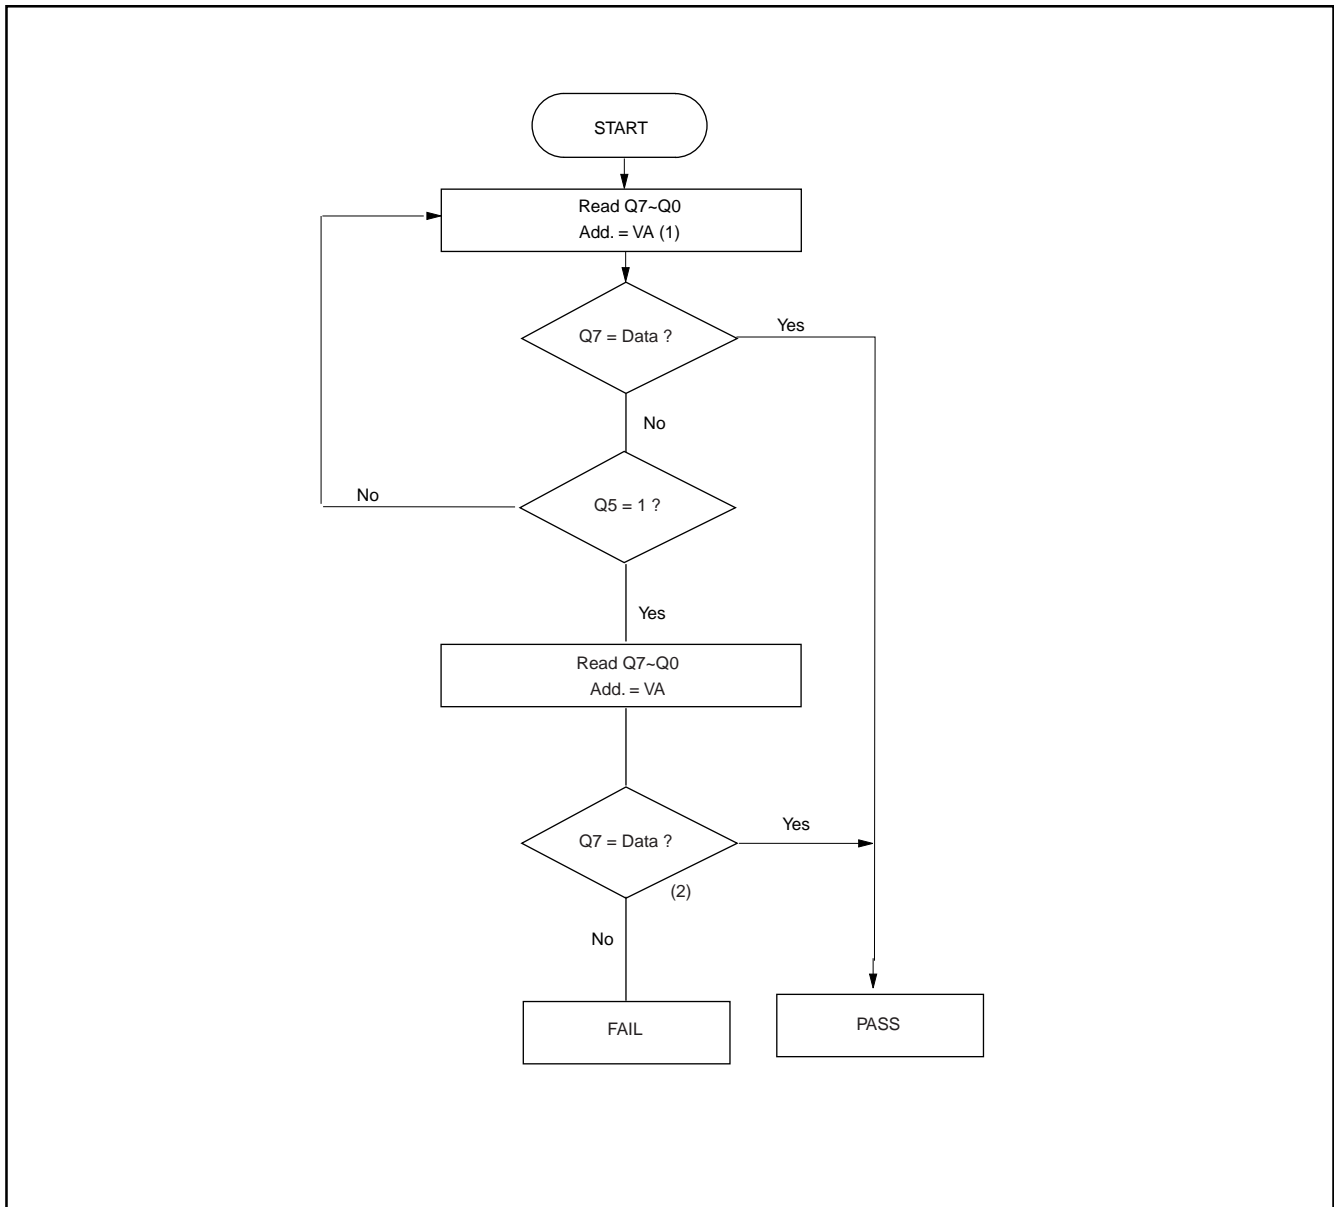 START
Read Q7~Q0
Add. = VA (1)
Q7 = Data ?
Yes
No
Q5 = 1 ?
No
Yes
Read Q7~Q0
Add. = VA
Q7 = Data ?
Yes
(2)
No
FAIL
PASS